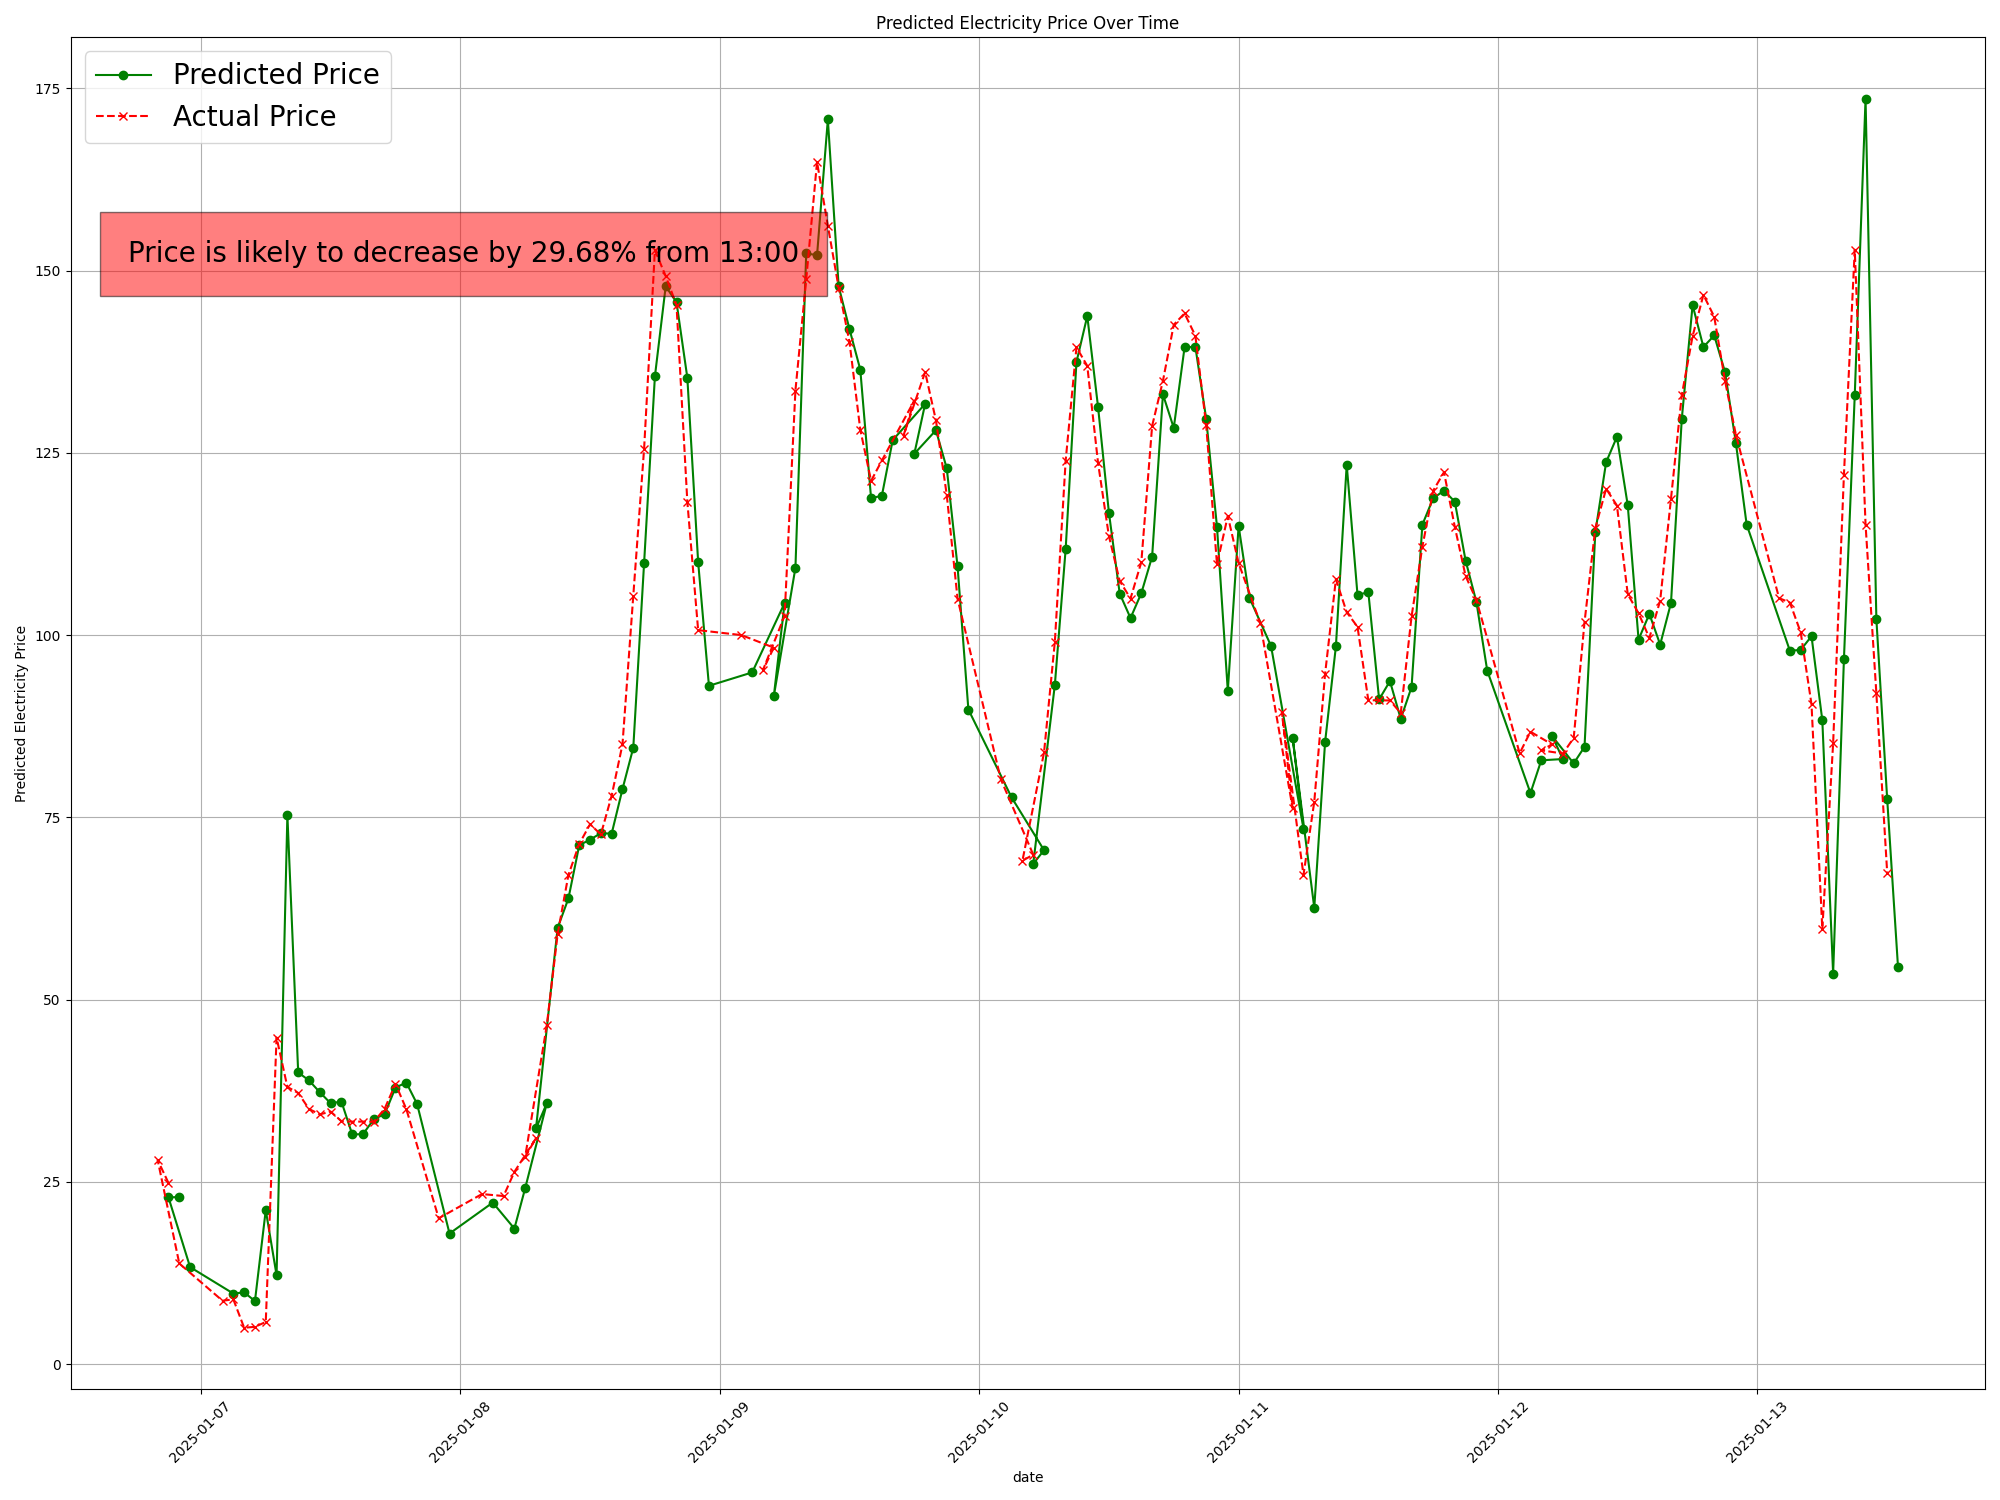 Predicted Electricity Price Over Time
Predicted Price
Actual Price
Price is likely to decrease by 29.68% from 13:00
Predicted Electricity Price
175
150
125
100
75
50
25
0
2025-01-07
2025-01-08
2025-01-09
2025-01-10
2025-01-11
2025-01-12
2025-01-13
date